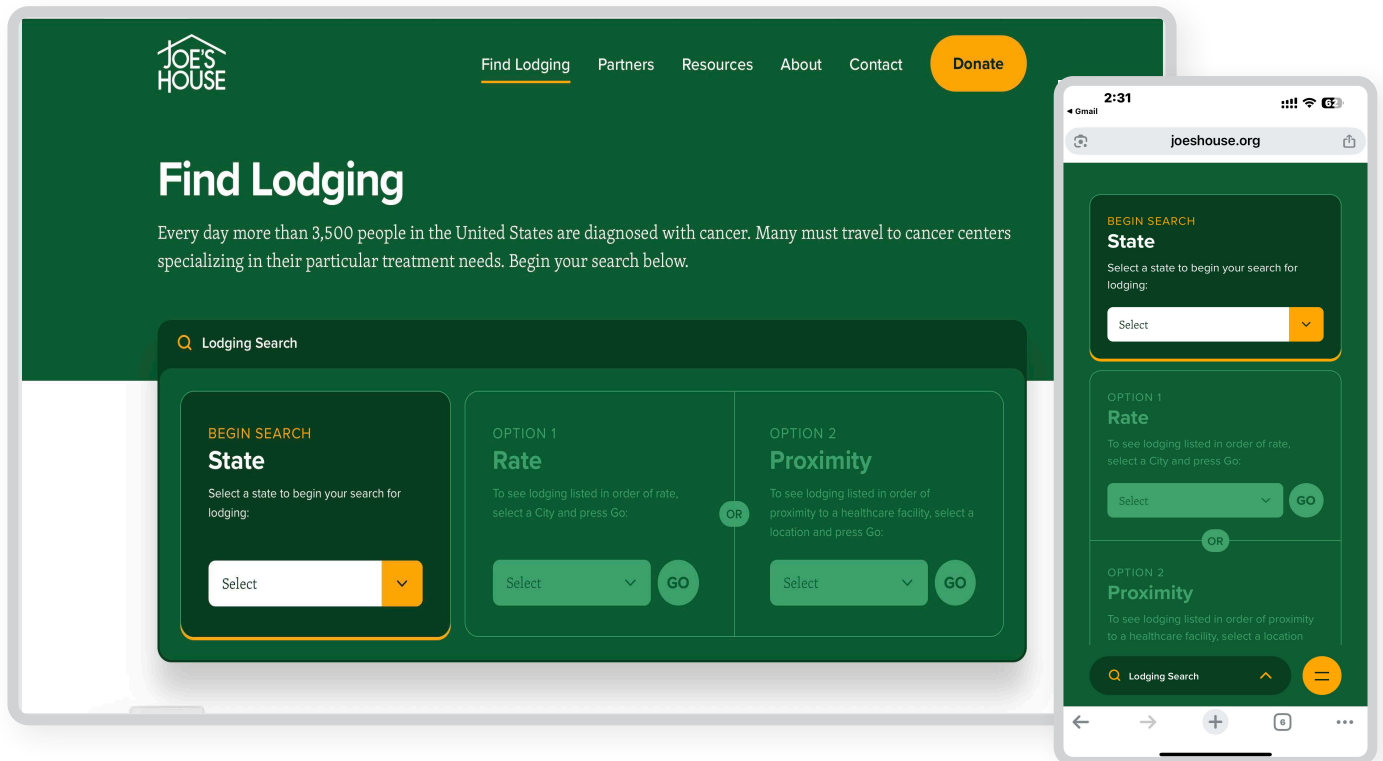 JOE'S
HOUSE
Find Lodging
Partners
Resources
About
Contact
Donate
Find Lodging
Every day more than 3,500 people in the United States are diagnosed with cancer. Many must travel to cancer centers
specializing in their particular treatment needs. Begin your search below.
Lodging Search
BEGIN SEARCH
State
Select a state to begin your search for
lodging:
Select
OPTION 1
Rate
To see lodging listed in order of rate,
select a City and press Go:
Select
GO
OR
OPTION 2
Proximity
To see lodging listed in order of
proximity to a healthcare facility, select a
location and press Go:
Select
GO
2:31
62
Gmail
joeshouse.org
BEGIN SEARCH
State
Select a state to begin your search for
lodging:
Select
OPTION 1
Rate
To see lodging listed in order of rate,
select a City and press Go:
Select
GO
OR
OPTION 2
Proximity
To see lodging listed in order of proximity
to a healthcare facility, select a location
Lodging Search
6